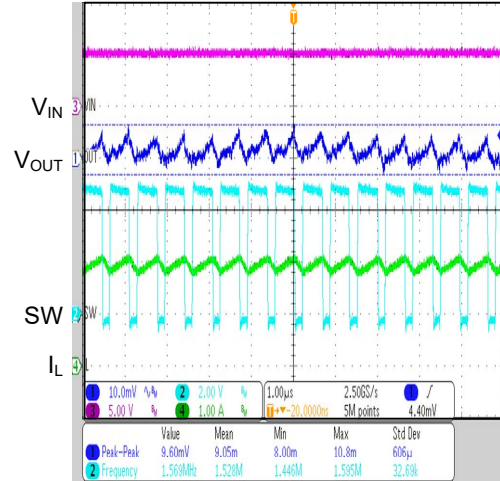 T
V_IN 3 VIN
V_OUT 1 OUT
SW 2 SW
I_L 4 L
1 10.0mV 2 2.00 V 1.00µs 2.50GS/s 1
3 5.00 V 4 1.00 A T→▼-20.0000ns 5M points 4.40mV
Value Mean Min Max Std Dev
1 Peak-Peak 9.60mV 9.05m 8.00m 10.8m 606µ
2 Frequency 1.569MHz 1.528M 1.446M 1.595M 32.69k